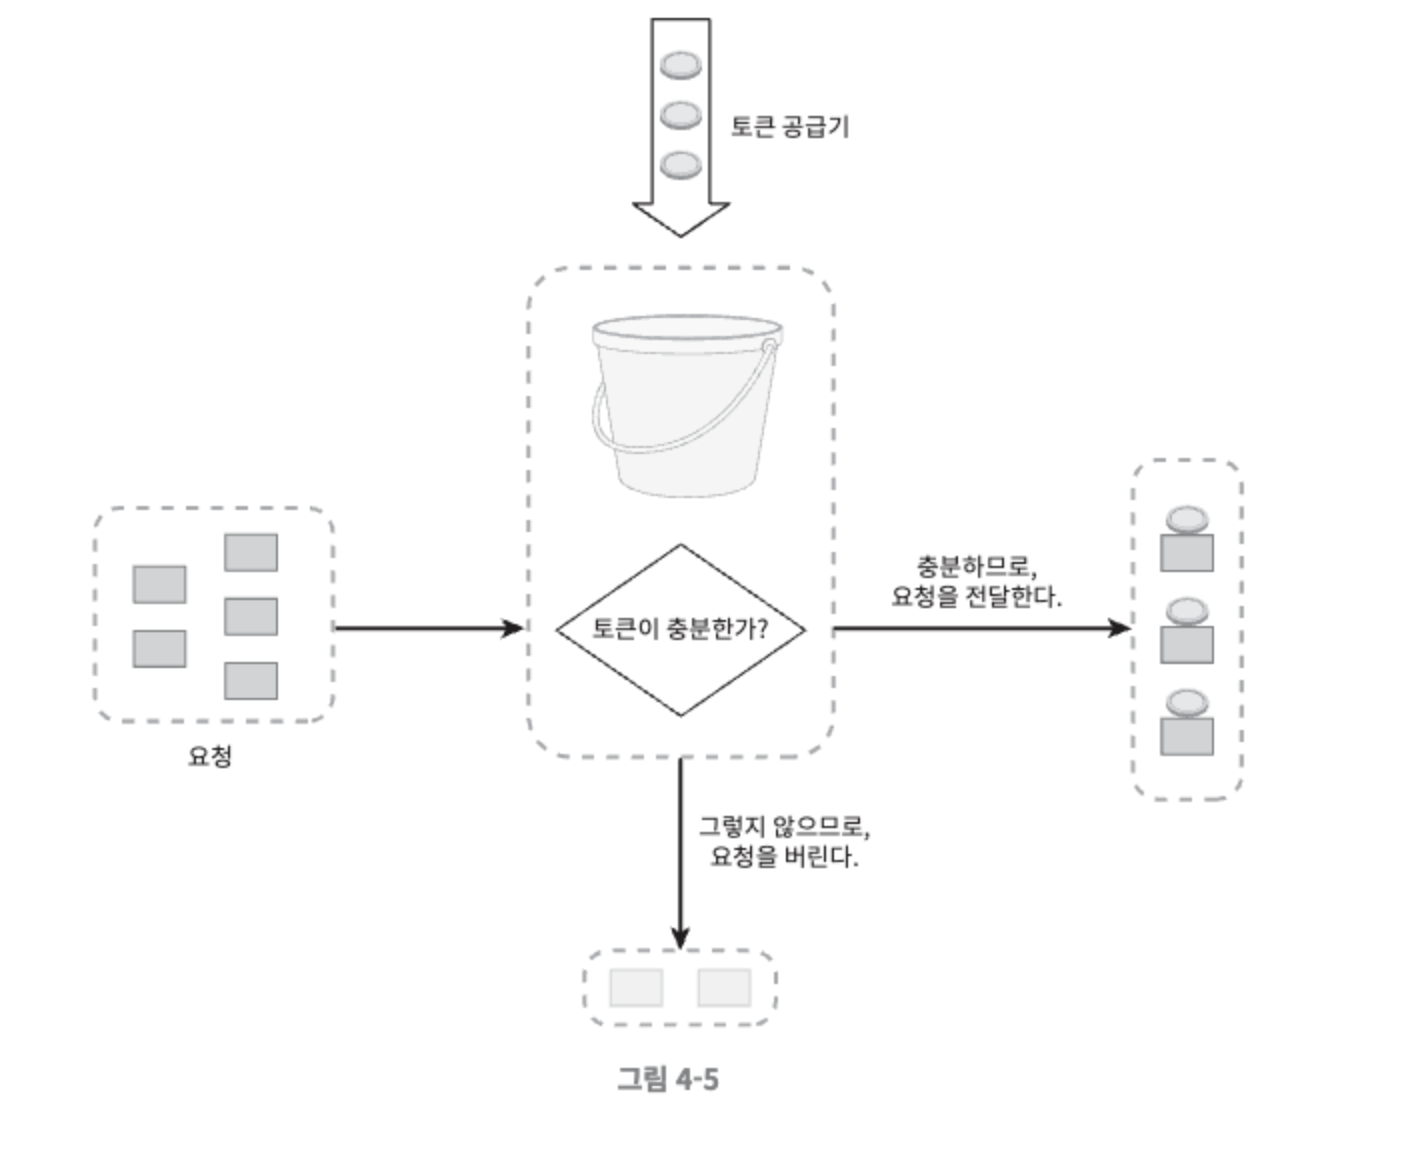 토큰 공급기
충분하므로,
요청을 전달한다.
토큰이 충분한가?
요청
그렇지 않으므로,
요청을 버린다.
그림 4-5